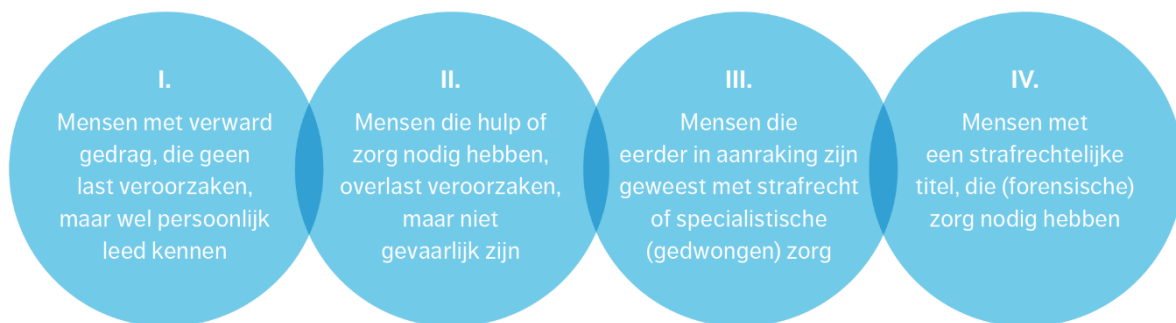 I.
Mensen met verward
gedrag, die geen
last veroorzaken,
maar wel persoonlijk
leed kennen
II.
Mensen die hulp of
zorg nodig hebben,
overlast veroorzaken,
maar niet
gevaarlijk zijn
III.
Mensen die
eerder in aanraking zijn
geweest met strafrecht
of specialistische
(gedwongen) zorg
IV.
Mensen met
een strafrechtelijke
titel, die (forensische)
zorg nodig hebben